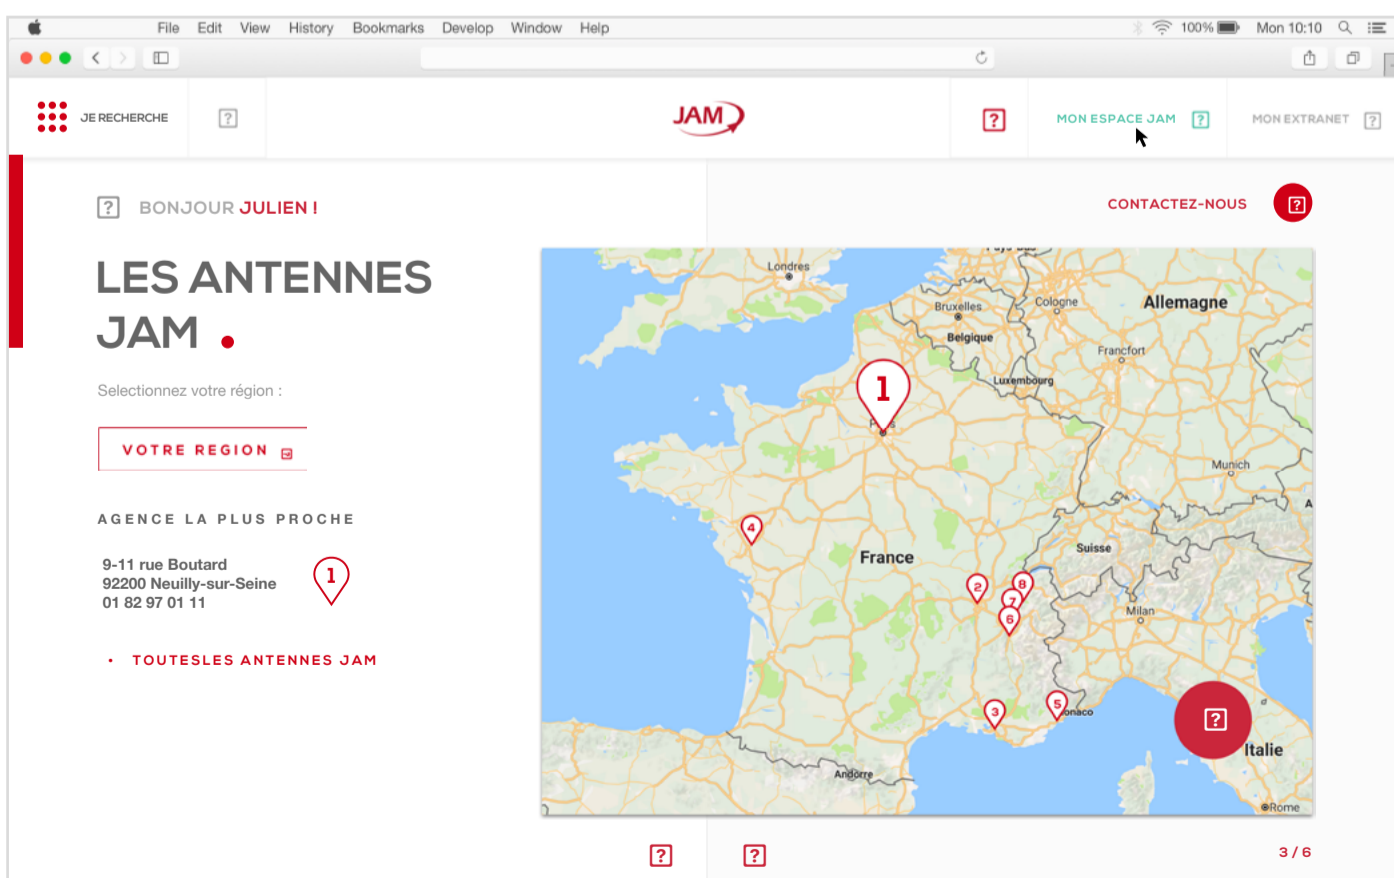 File Edit View History Bookmarks Develop Window Help 100% Mon 10:10
JE RECHERCHE
JAM
MON ESPACE JAM
MON EXTRANET
BONJOUR JULIEN !
CONTACTEZ-NOUS
LES ANTENNES
JAM .
Selectionnez votre région :
VOTRE REGION
AGENCE LA PLUS PROCHE
9-11 rue Boutard
92200 Neuilly-sur-Seine
01 82 97 01 11
1
• TOUTESLES ANTENNES JAM
Londres
Bruxelles
Cologne
Allemagne
Belgique
Francfort
Luxembourg
1
Munich
4
France
Suisse
2
8
7
6
Milan
3
5
Italie
Andorre
Rome
3 / 6